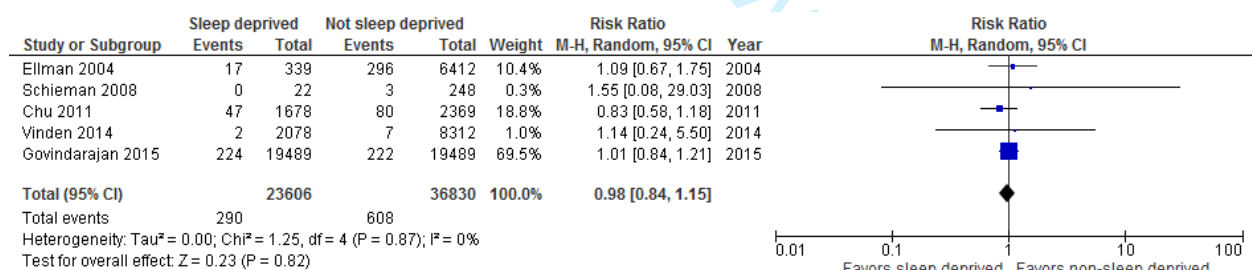 Sleep deprived Not sleep deprived Risk Ratio Risk Ratio
Study or Subgroup Events Total Events Total Weight M-H, Random, 95% CI Year M-H, Random, 95% CI
Ellman 2004 17 339 296 6412 10.4% 1.09 [0.67, 1.75] 2004
Schieman 2008 0 22 3 248 0.3% 1.55 [0.08, 29.03] 2008
Chu 2011 47 1678 80 2369 18.8% 0.83 [0.58, 1.18] 2011
Vinden 2014 2 2078 7 8312 1.0% 1.14 [0.24, 5.50] 2014
Govindarajan 2015 224 19489 222 19489 69.5% 1.01 [0.84, 1.21] 2015
Total (95% CI) 23606 36830 100.0% 0.98 [0.84, 1.15]
Total events 290 608
Heterogeneity: Tau² = 0.00; Chi² = 1.25, df = 4 (P = 0.87); I² = 0%
Test for overall effect: Z = 0.23 (P = 0.82)
0.01 0.1 1 10 100
Favors sleep deprived Favors non-sleep deprived